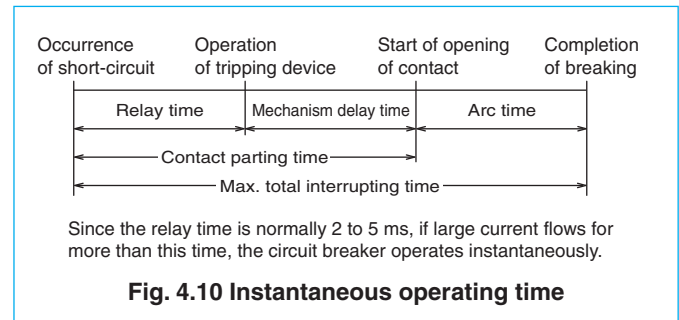 Occurrence of short-circuit
Operation of tripping device
Start of opening of contact
Completion of breaking
Relay time
Mechanism delay time
Arc time
Contact parting time
Max. total interrupting time
Since the relay time is normally 2 to 5 ms, if large current flows for
more than this time, the circuit breaker operates instantaneously.
Fig. 4.10 Instantaneous operating time